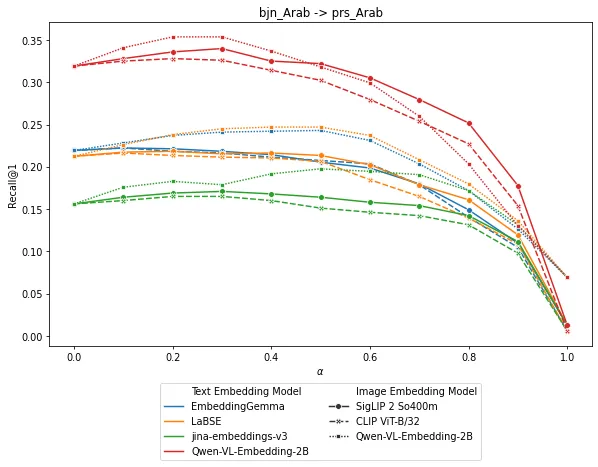 bjn_Arab -> prs_Arab
Recall@1
0.35
0.30
0.25
0.20
0.15
0.10
0.05
0.00
0.0 0.2 0.4 0.6 0.8 1.0
α
Text Embedding Model
EmbeddingGemma
LaBSE
jina-embeddings-v3
Qwen-VL-Embedding-2B
Image Embedding Model
SigLIP 2 So400m
CLIP ViT-B/32
Qwen-VL-Embedding-2B